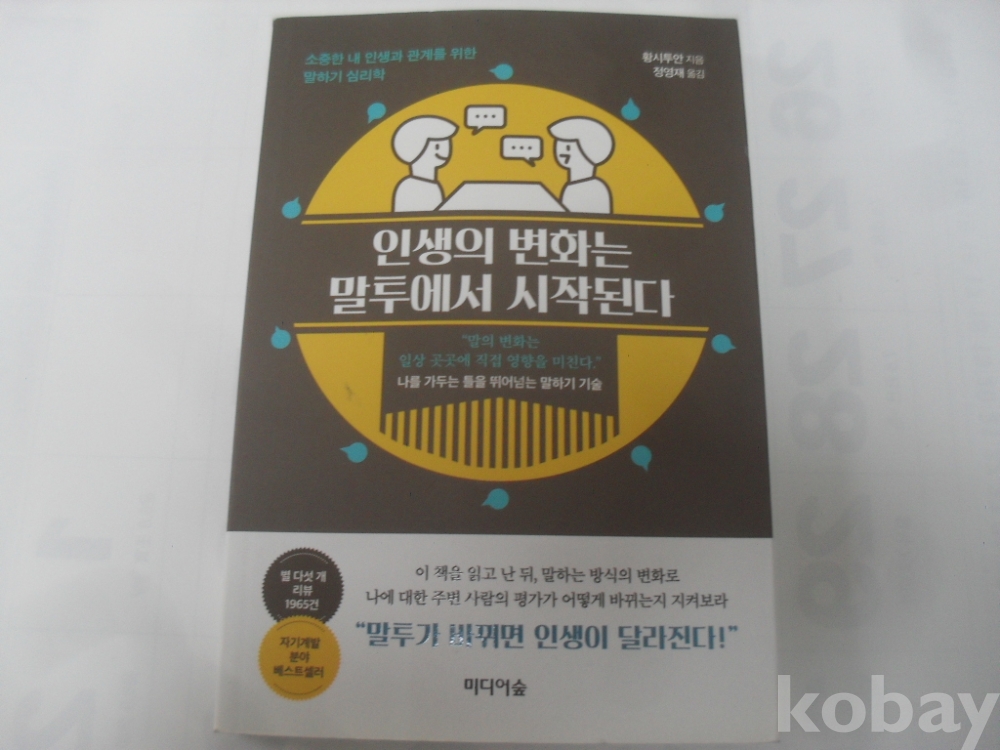 소중한 내 인생과 관계를 위한
말하기 심리학
황시투안 지음
정영재 옮김
인생의 변화는
말투에서 시작된다
"말의 변화는
일상 곳곳에 직접 영향을 미친다."
나를 가두는 틀을 뛰어넘는 말하기 기술
별 다섯 개
리뷰
1965건
자기계발
분야
베스트셀러
이 책을 읽고 난 뒤, 말하는 방식의 변화로
나에 대한 주변 사람의 평가가 어떻게 바뀌는지 지켜보라
"말투가 바뀌면 인생이 달라진다!"
미디어숲
kobay